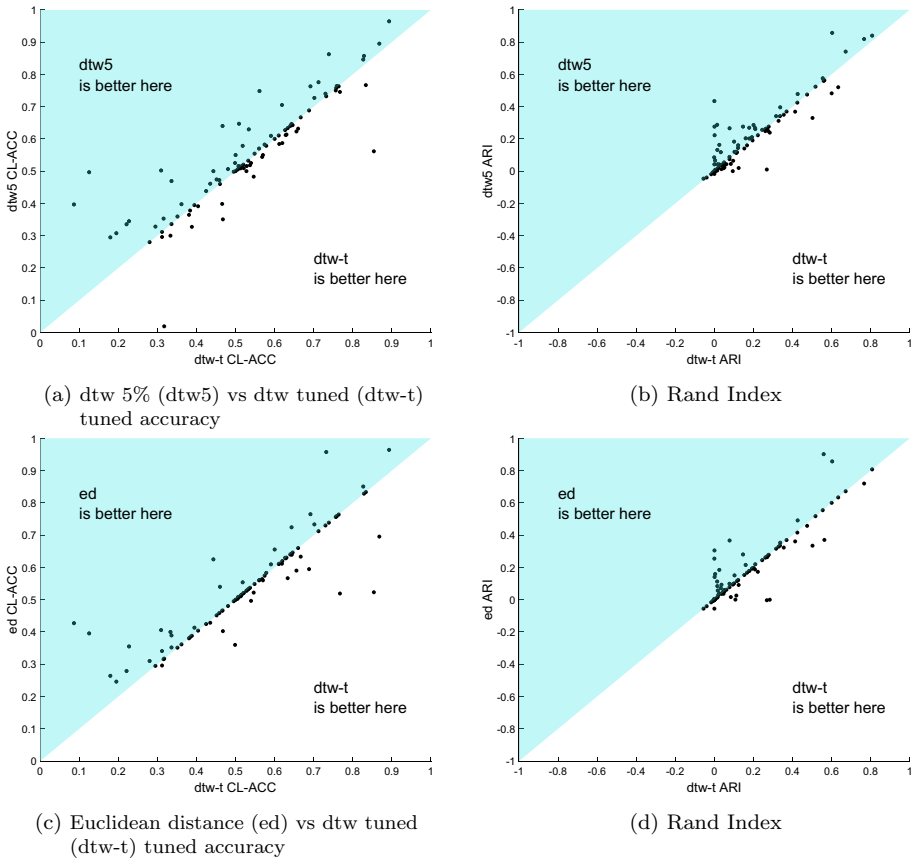 1
0.9
0.8
0.7
0.6
0.5
0.4
0.3
0.2
0.1
0
dtw5 CL-ACC
dtw5
is better here
dtw-t
is better here
0 0.1 0.2 0.3 0.4 0.5 0.6 0.7 0.8 0.9 1
dtw-t CL-ACC
(a) dtw 5% (dtw5) vs dtw tuned (dtw-t)
tuned accuracy
1
0.8
0.6
0.4
0.2
0
-0.2
-0.4
-0.6
-0.8
-1
dtw5 ARI
dtw5
is better here
dtw-t
is better here
-1 -0.8 -0.6 -0.4 -0.2 0 0.2 0.4 0.6 0.8 1
dtw-t ARI
(b) Rand Index
1
0.9
0.8
0.7
0.6
0.5
0.4
0.3
0.2
0.1
0
ed CL-ACC
ed
is better here
dtw-t
is better here
0 0.1 0.2 0.3 0.4 0.5 0.6 0.7 0.8 0.9 1
dtw-t CL-ACC
(c) Euclidean distance (ed) vs dtw tuned
(dtw-t) tuned accuracy
1
0.8
0.6
0.4
0.2
0
-0.2
-0.4
-0.6
-0.8
-1
ed ARI
ed
is better here
dtw-t
is better here
-1 -0.8 -0.6 -0.4 -0.2 0 0.2 0.4 0.6 0.8 1
dtw-t ARI
(d) Rand Index